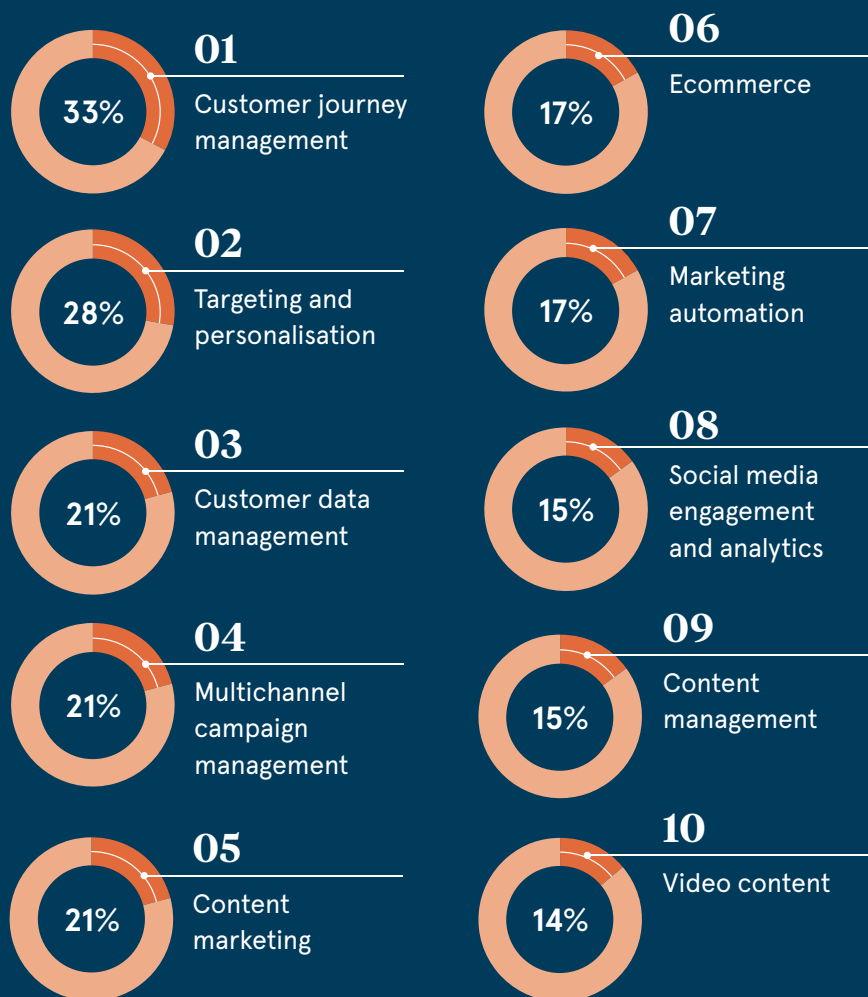 01
33%
Customer journey
management
02
28%
Targeting and
personalisation
03
21%
Customer data
management
04
21%
Multichannel
campaign
management
05
21%
Content
marketing
06
17%
Ecommerce
07
17%
Marketing
automation
08
15%
Social media
engagement
and analytics
09
15%
Content
management
10
14%
Video content